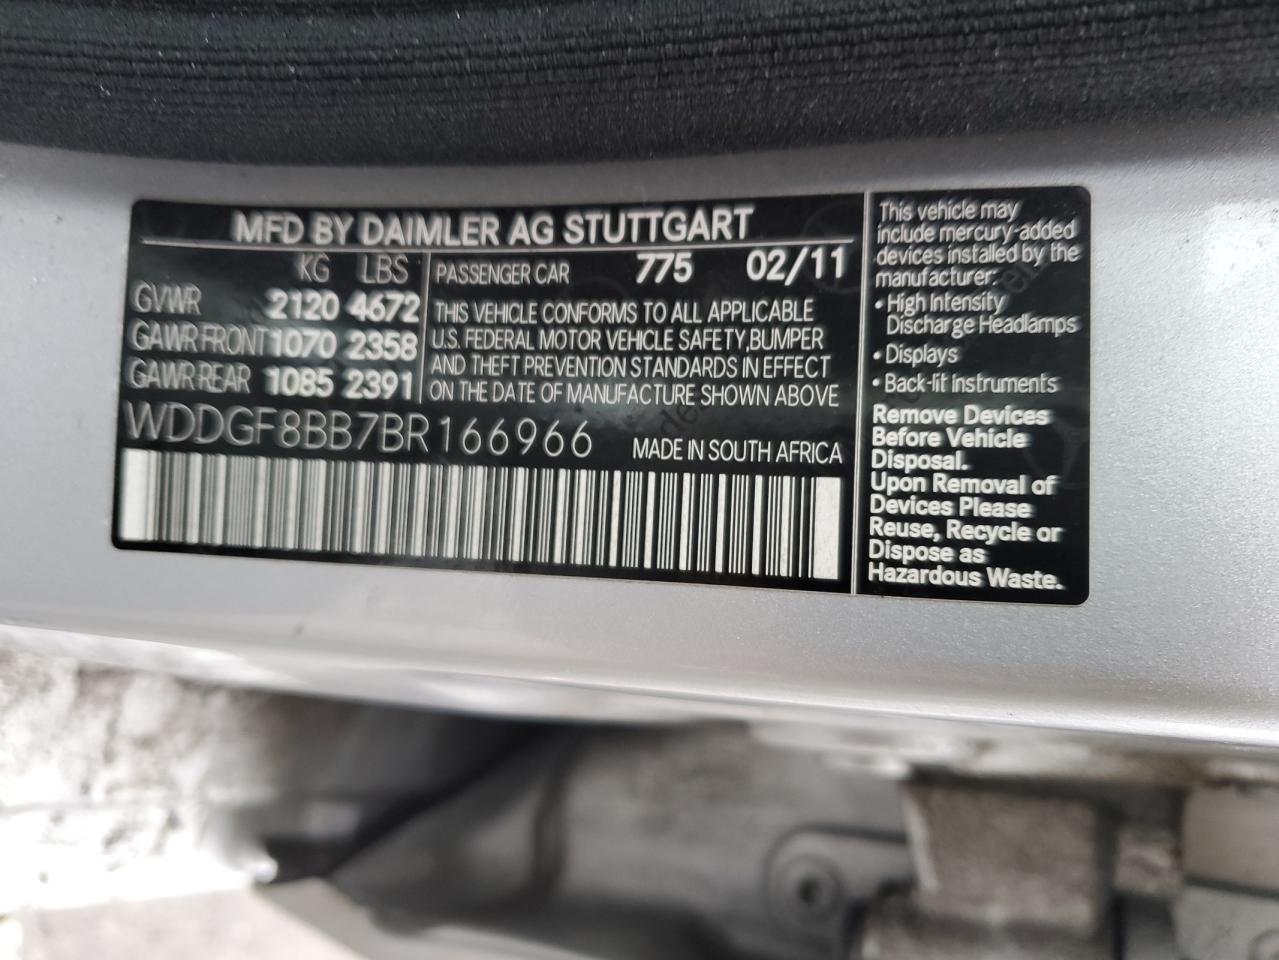 MFD BY DAIMLER AG STUTTGART
KG LBS
GVWR 2120 4672
GAWR FRONT 1070 2358
GAWR REAR 1085 2391
PASSENGER CAR 775 02/11
THIS VEHICLE CONFORMS TO ALL APPLICABLE
U.S. FEDERAL MOTOR VEHICLE SAFETY,BUMPER
AND THEFT PREVENTION STANDARDS IN EFFECT
ON THE DATE OF MANUFACTURE SHOWN ABOVE
WDDGF8BB7BR166966
MADE IN SOUTH AFRICA
This vehicle may
include mercury-added
devices installed by the
manufacturer:
• High Intensity
Discharge Headlamps
• Displays
• Back-lit instruments
Remove Devices
Before Vehicle
Disposal.
Upon Removal of
Devices Please
Reuse, Recycle or
Dispose as
Hazardous Waste.